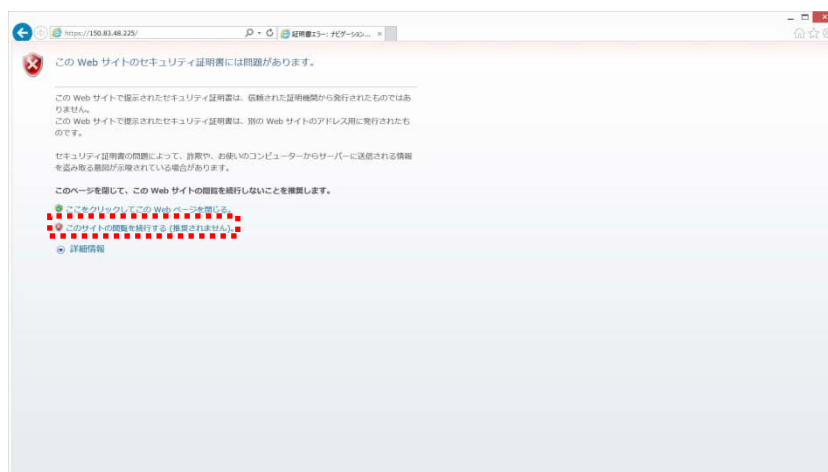 https://150.83.48.225/
証明書エラー: ナビゲーション...
この Web サイトのセキュリティ証明書には問題があります。
この Web サイトで提示されたセキュリティ証明書は、信頼された証明機関から発行されたものではあ
りません。
この Web サイトで提示されたセキュリティ証明書は、別の Web サイトのアドレス用に発行されたも
のです。
セキュリティ証明書の問題によって、詐欺や、お使いのコンピューターからサーバーに送信される情報
を盗み取る意図が示唆されている場合があります。
このページを閉じて、この Web サイトの閲覧を続行しないことを推奨します。
ここをクリックしてこの Web ページを閉じる。
このサイトの閲覧を続行する (推奨されません)。
詳細情報